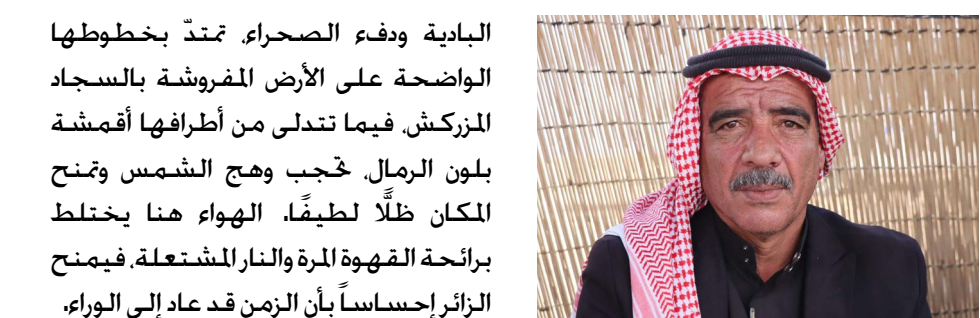 البادية ودفء الصحراء، تمتدّ بخطوطها
الواضحة على الأرض المفروشة بالسجاد
المزركش، فيما تتدلى من أطرافها أقمشة
بلون الرمال، تحجب وهج الشمس وتمنح
المكان ظلًّا لطيفًا. الهواء هنا يختلط
برائحة القهوة المرة والنار المشتعلة، فيمنح
الزائر إحساساً بأن الزمن قد عاد إلى الوراء.